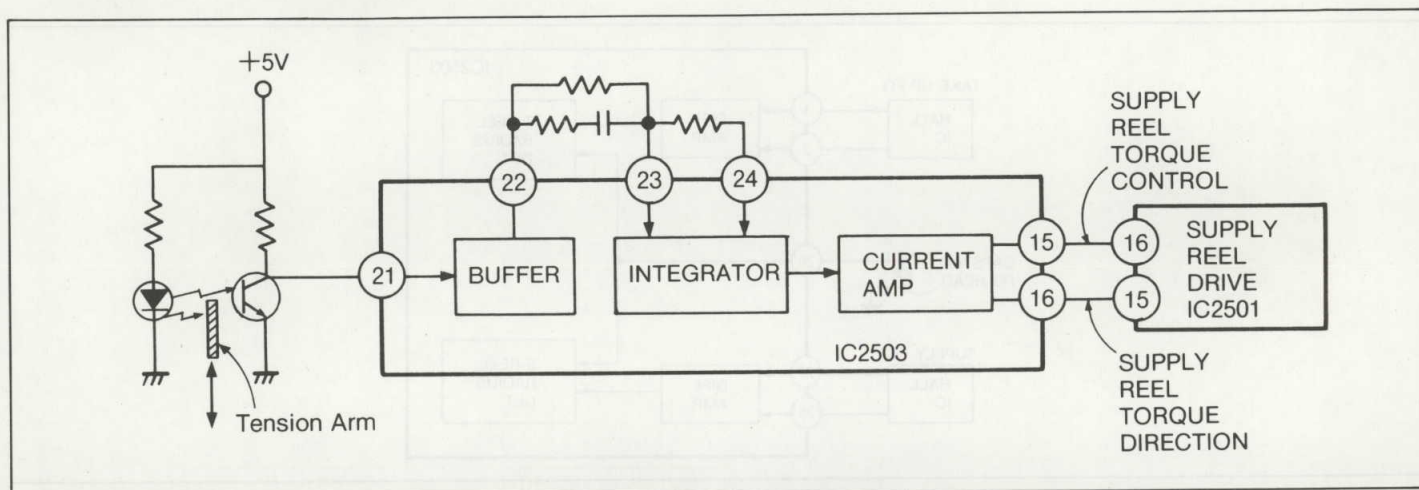 +5V
22
23
24
21
BUFFER
INTEGRATOR
CURRENT
AMP
15
16
IC2503
SUPPLY
REEL
TORQUE
CONTROL
16
15
SUPPLY
REEL
DRIVE
IC2501
SUPPLY
REEL
TORQUE
DIRECTION
Tension Arm